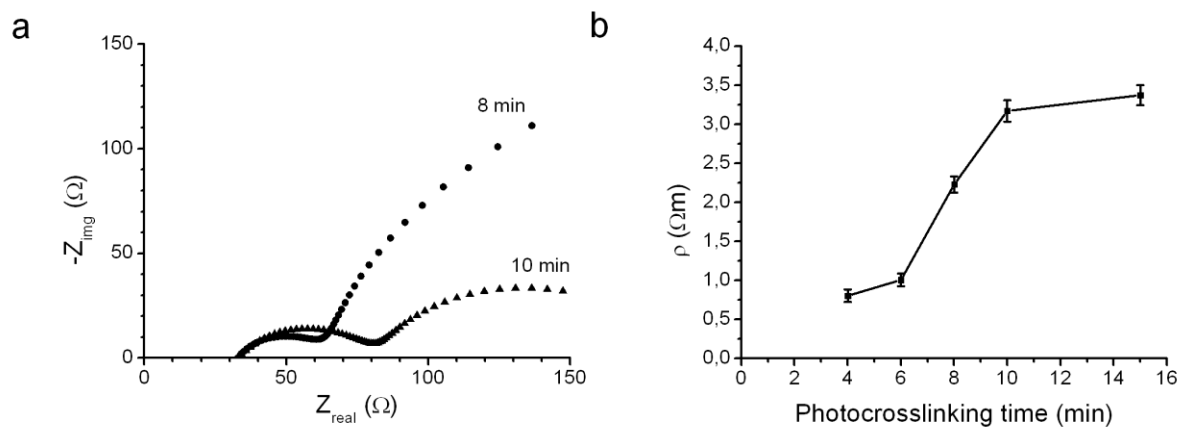 a
150
100
50
0
-Z_img (Ω)
8 min
10 min
0 50 100 150
Z_real (Ω)
b
4,0
3,5
3,0
2,5
2,0
1,5
1,0
0,5
0,0
ρ (Ωm)
0 2 4 6 8 10 12 14 16
Photocrosslinking time (min)